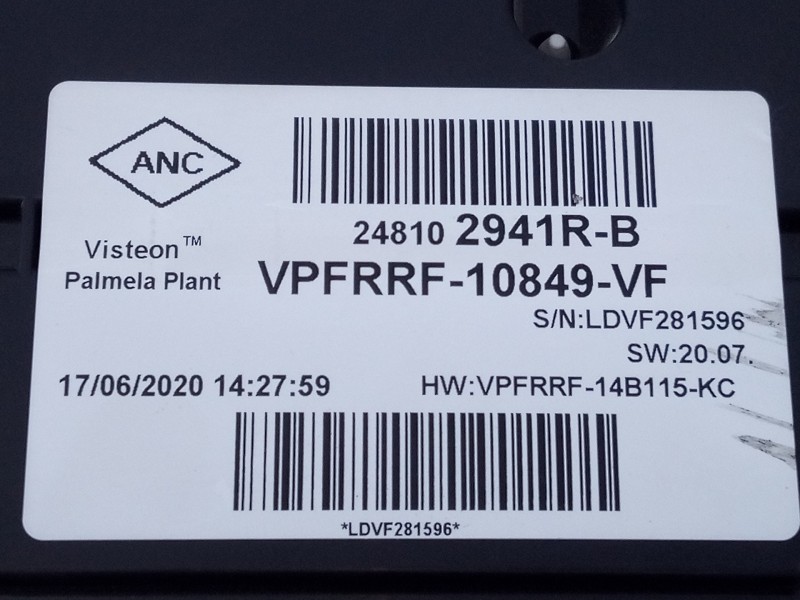 ANC
24810 2941R-B
Visteon™
Palmela Plant
VPFRRF-10849-VF
S/N:LDVF281596
SW:20.07.
17/06/2020 14:27:59
HW:VPFRRF-14B115-KC
*LDVF281596*